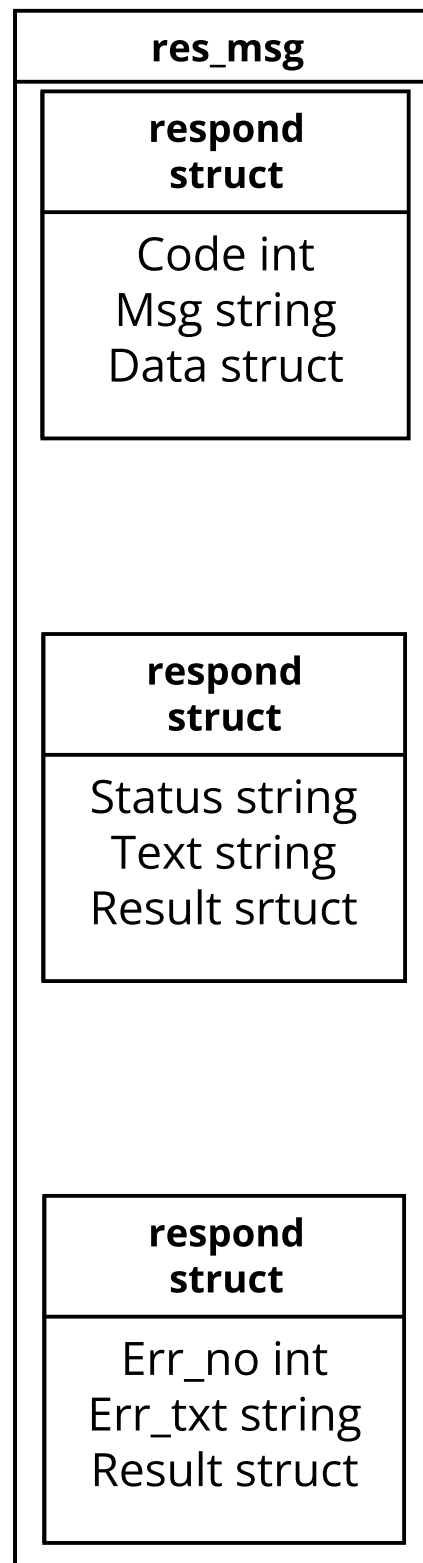 res_msg
respond
struct
Code int
Msg string
Data struct
respond
struct
Status string
Text string
Result srtuct
respond
struct
Err_no int
Err_txt string
Result struct